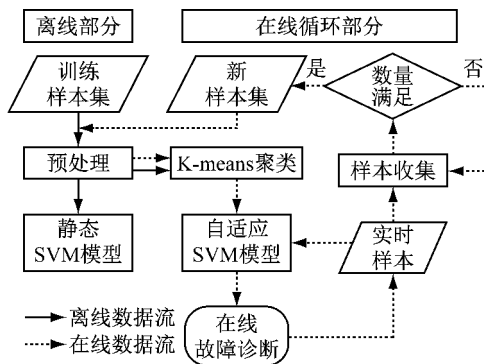 离线部分
在线循环部分
训练
样本集
新
样本集
是
数量
满足
否
预处理
K-means聚类
样本收集
静态
SVM模型
自适应
SVM模型
实时
样本
离线数据流
在线数据流
在线
故障诊断